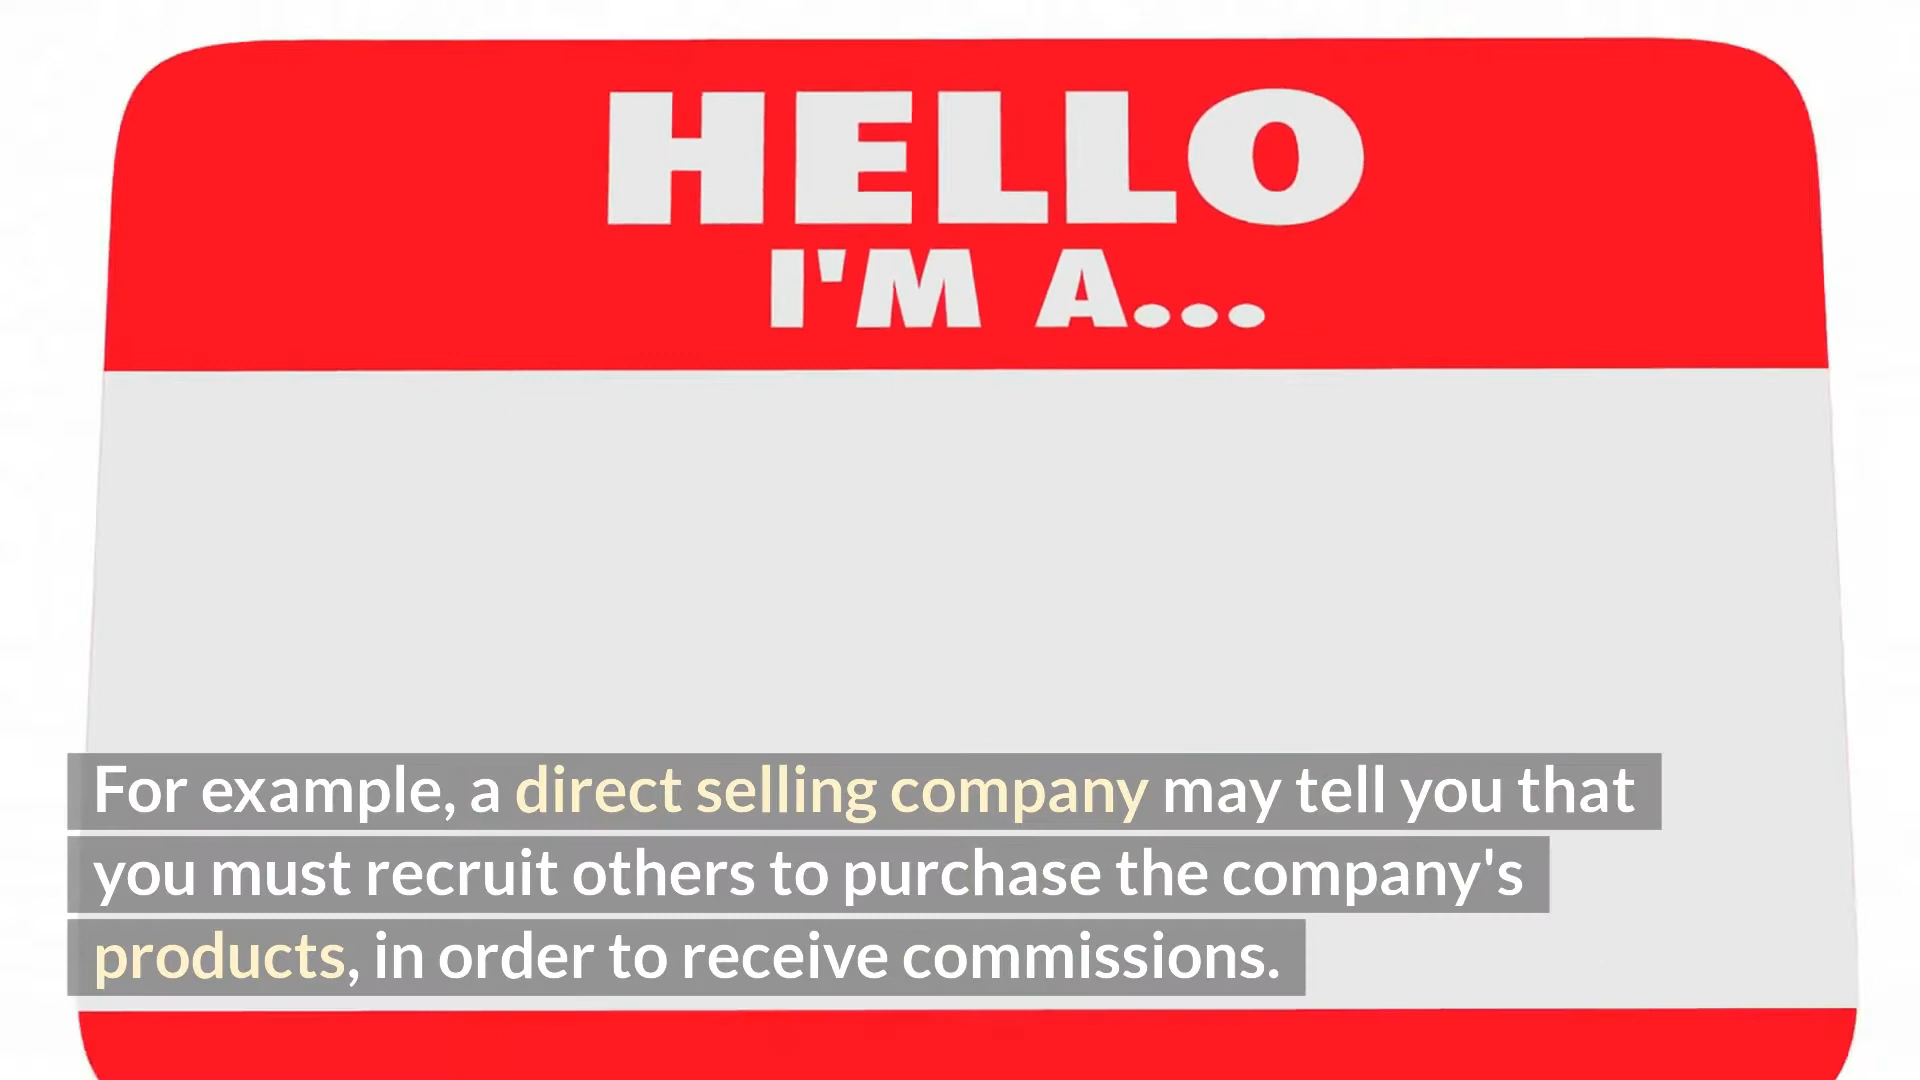 HELLO
I'M A...
For example, a direct selling company may tell you that
you must recruit others to purchase the company's
products, in order to receive commissions.